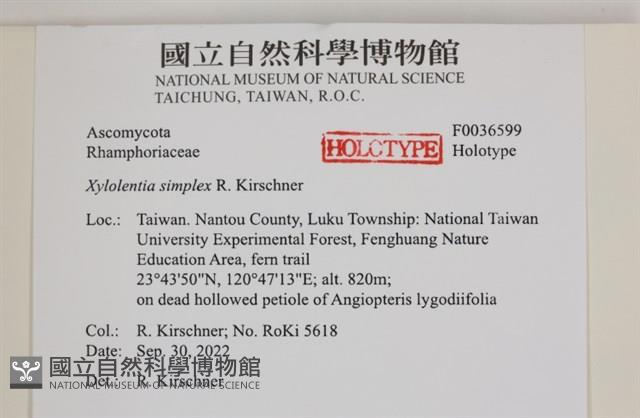 國立自然科學博物館
NATIONAL MUSEUM OF NATURAL SCIENCE
TAICHUNG, TAIWAN, R.O.C.
Ascomycota
HOLOTYPE
F0036599
Rhamphoriaceae
Holotype
Xylolentia simplex R. Kirschner
Loc.: Taiwan. Nantou County, Luku Township: National Taiwan
University Experimental Forest, Fenghuang Nature
Education Area, fern trail
23°43'50"N, 120°47'13"E; alt. 820m;
on dead hollowed petiole of Angiopteris lygodiifolia
Col.: R. Kirschner; No. RoKi 5618
Date: Sep. 30, 2022
國立自然科學博物館
NATIONAL MUSEUM OF NATURAL SCIENCE
Det.: R. Kirschner